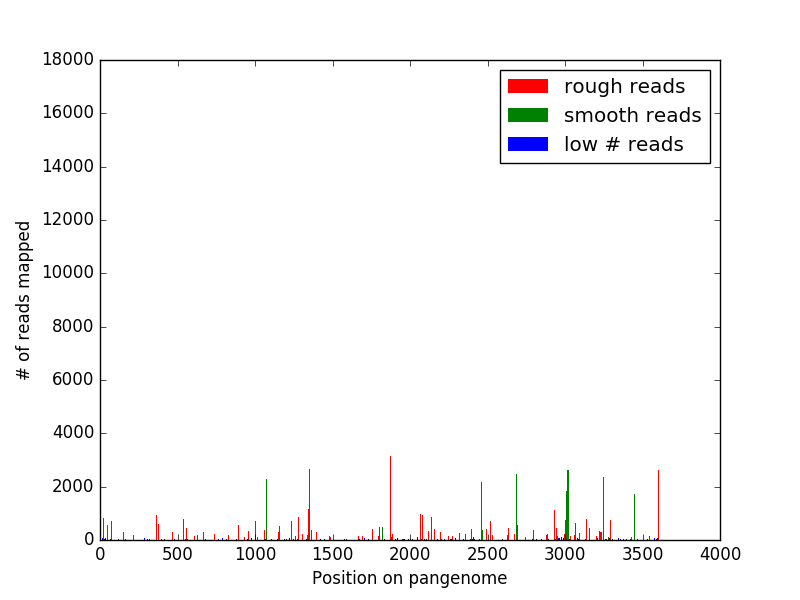 18000
16000
14000
12000
10000
8000
6000
4000
2000
0
# of reads mapped
rough reads
smooth reads
low # reads
0 500 1000 1500 2000 2500 3000 3500 4000
Position on pangenome